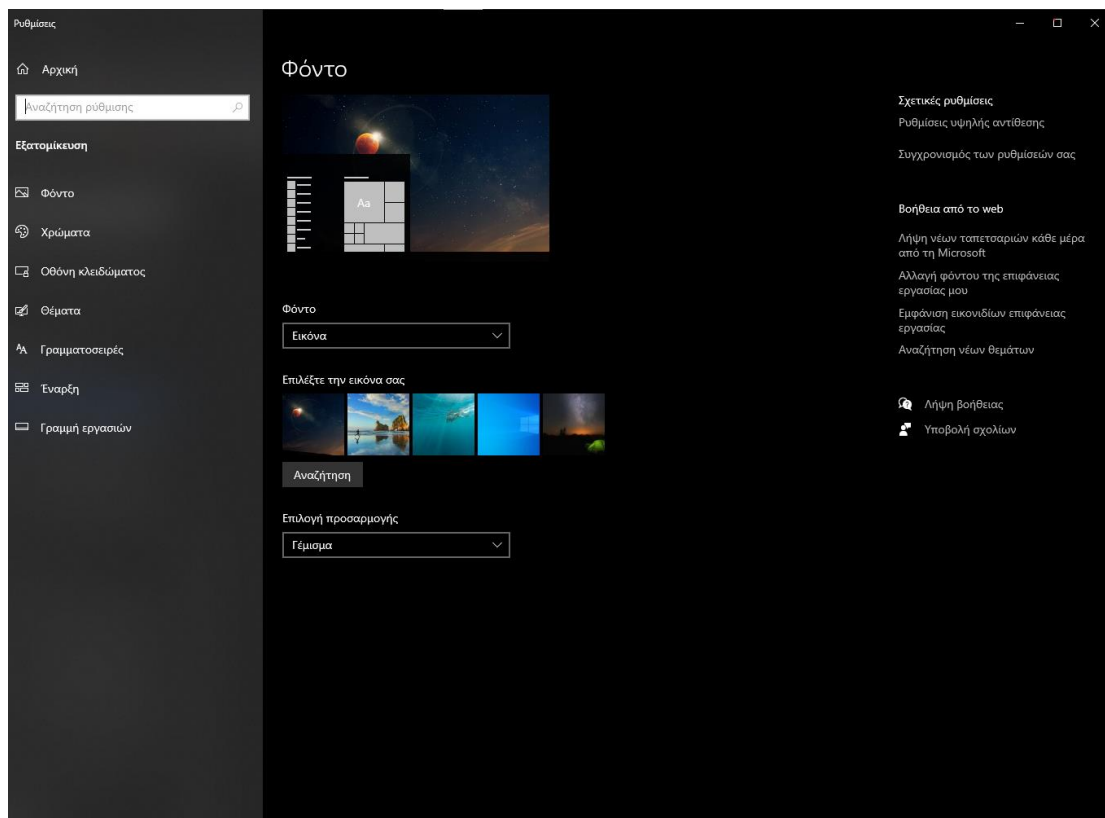 Ρυθμίσεις
Αρχική
Αναζήτηση ρύθμισης
Εξατομίκευση
Φόντο
Χρώματα
Οθόνη κλειδώματος
Θέματα
Γραμματοσειρές
Έναρξη
Γραμμή εργασιών
Φόντο
Aa
Φόντο
Εικόνα
Επιλέξτε την εικόνα σας
Αναζήτηση
Επιλογή προσαρμογής
Γέμισμα
Σχετικές ρυθμίσεις
Ρυθμίσεις υψηλής αντίθεσης
Συγχρονισμός των ρυθμίσεών σας
Βοήθεια από το web
Λήψη νέων ταπετσαριών κάθε μέρα
από τη Microsoft
Αλλαγή φόντου της επιφάνειας
εργασίας μου
Εμφάνιση εικονιδίων επιφάνειας
εργασίας
Αναζήτηση νέων θεμάτων
Λήψη βοήθειας
Υποβολή σχολίων